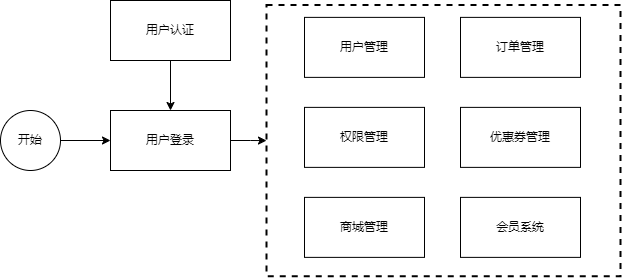 用户认证
开始
用户登录
用户管理
订单管理
权限管理
优惠券管理
商城管理
会员系统